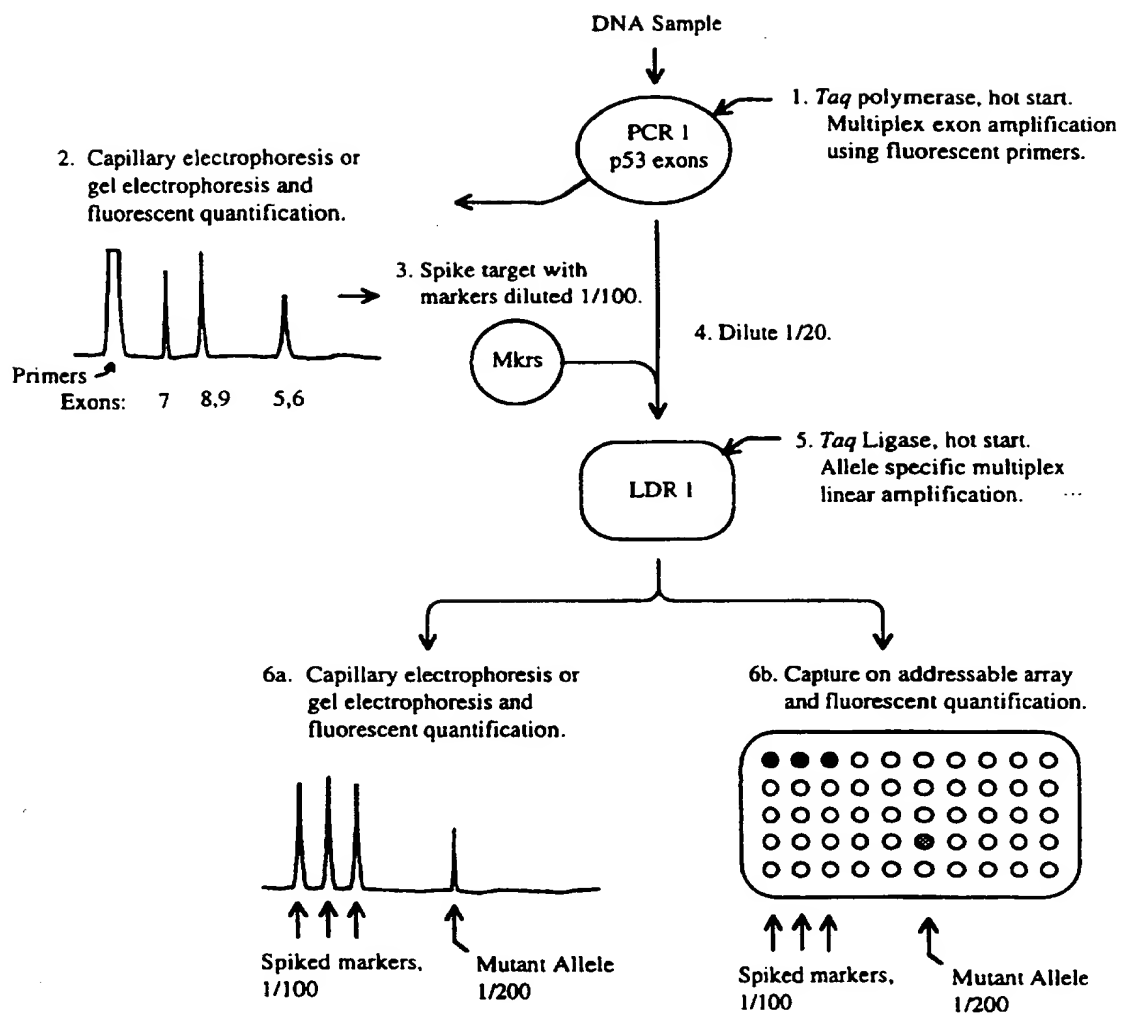 DNA Sample
PCR 1
p53 exons
1. Taq polymerase, hot start.
Multiplex exon amplification
using fluorescent primers.
2. Capillary electrophoresis or
gel electrophoresis and
fluorescent quantification.
Primers
Exons: 7 8,9 5,6
3. Spike target with
markers diluted 1/100.
Mkrs
4. Dilute 1/20.
LDR 1
5. Taq Ligase, hot start.
Allele specific multiplex
linear amplification.
6a. Capillary electrophoresis or
gel electrophoresis and
fluorescent quantification.
Spiked markers,
1/100
Mutant Allele
1/200
6b. Capture on addressable array
and fluorescent quantification.
Spiked markers,
1/100
Mutant Allele
1/200